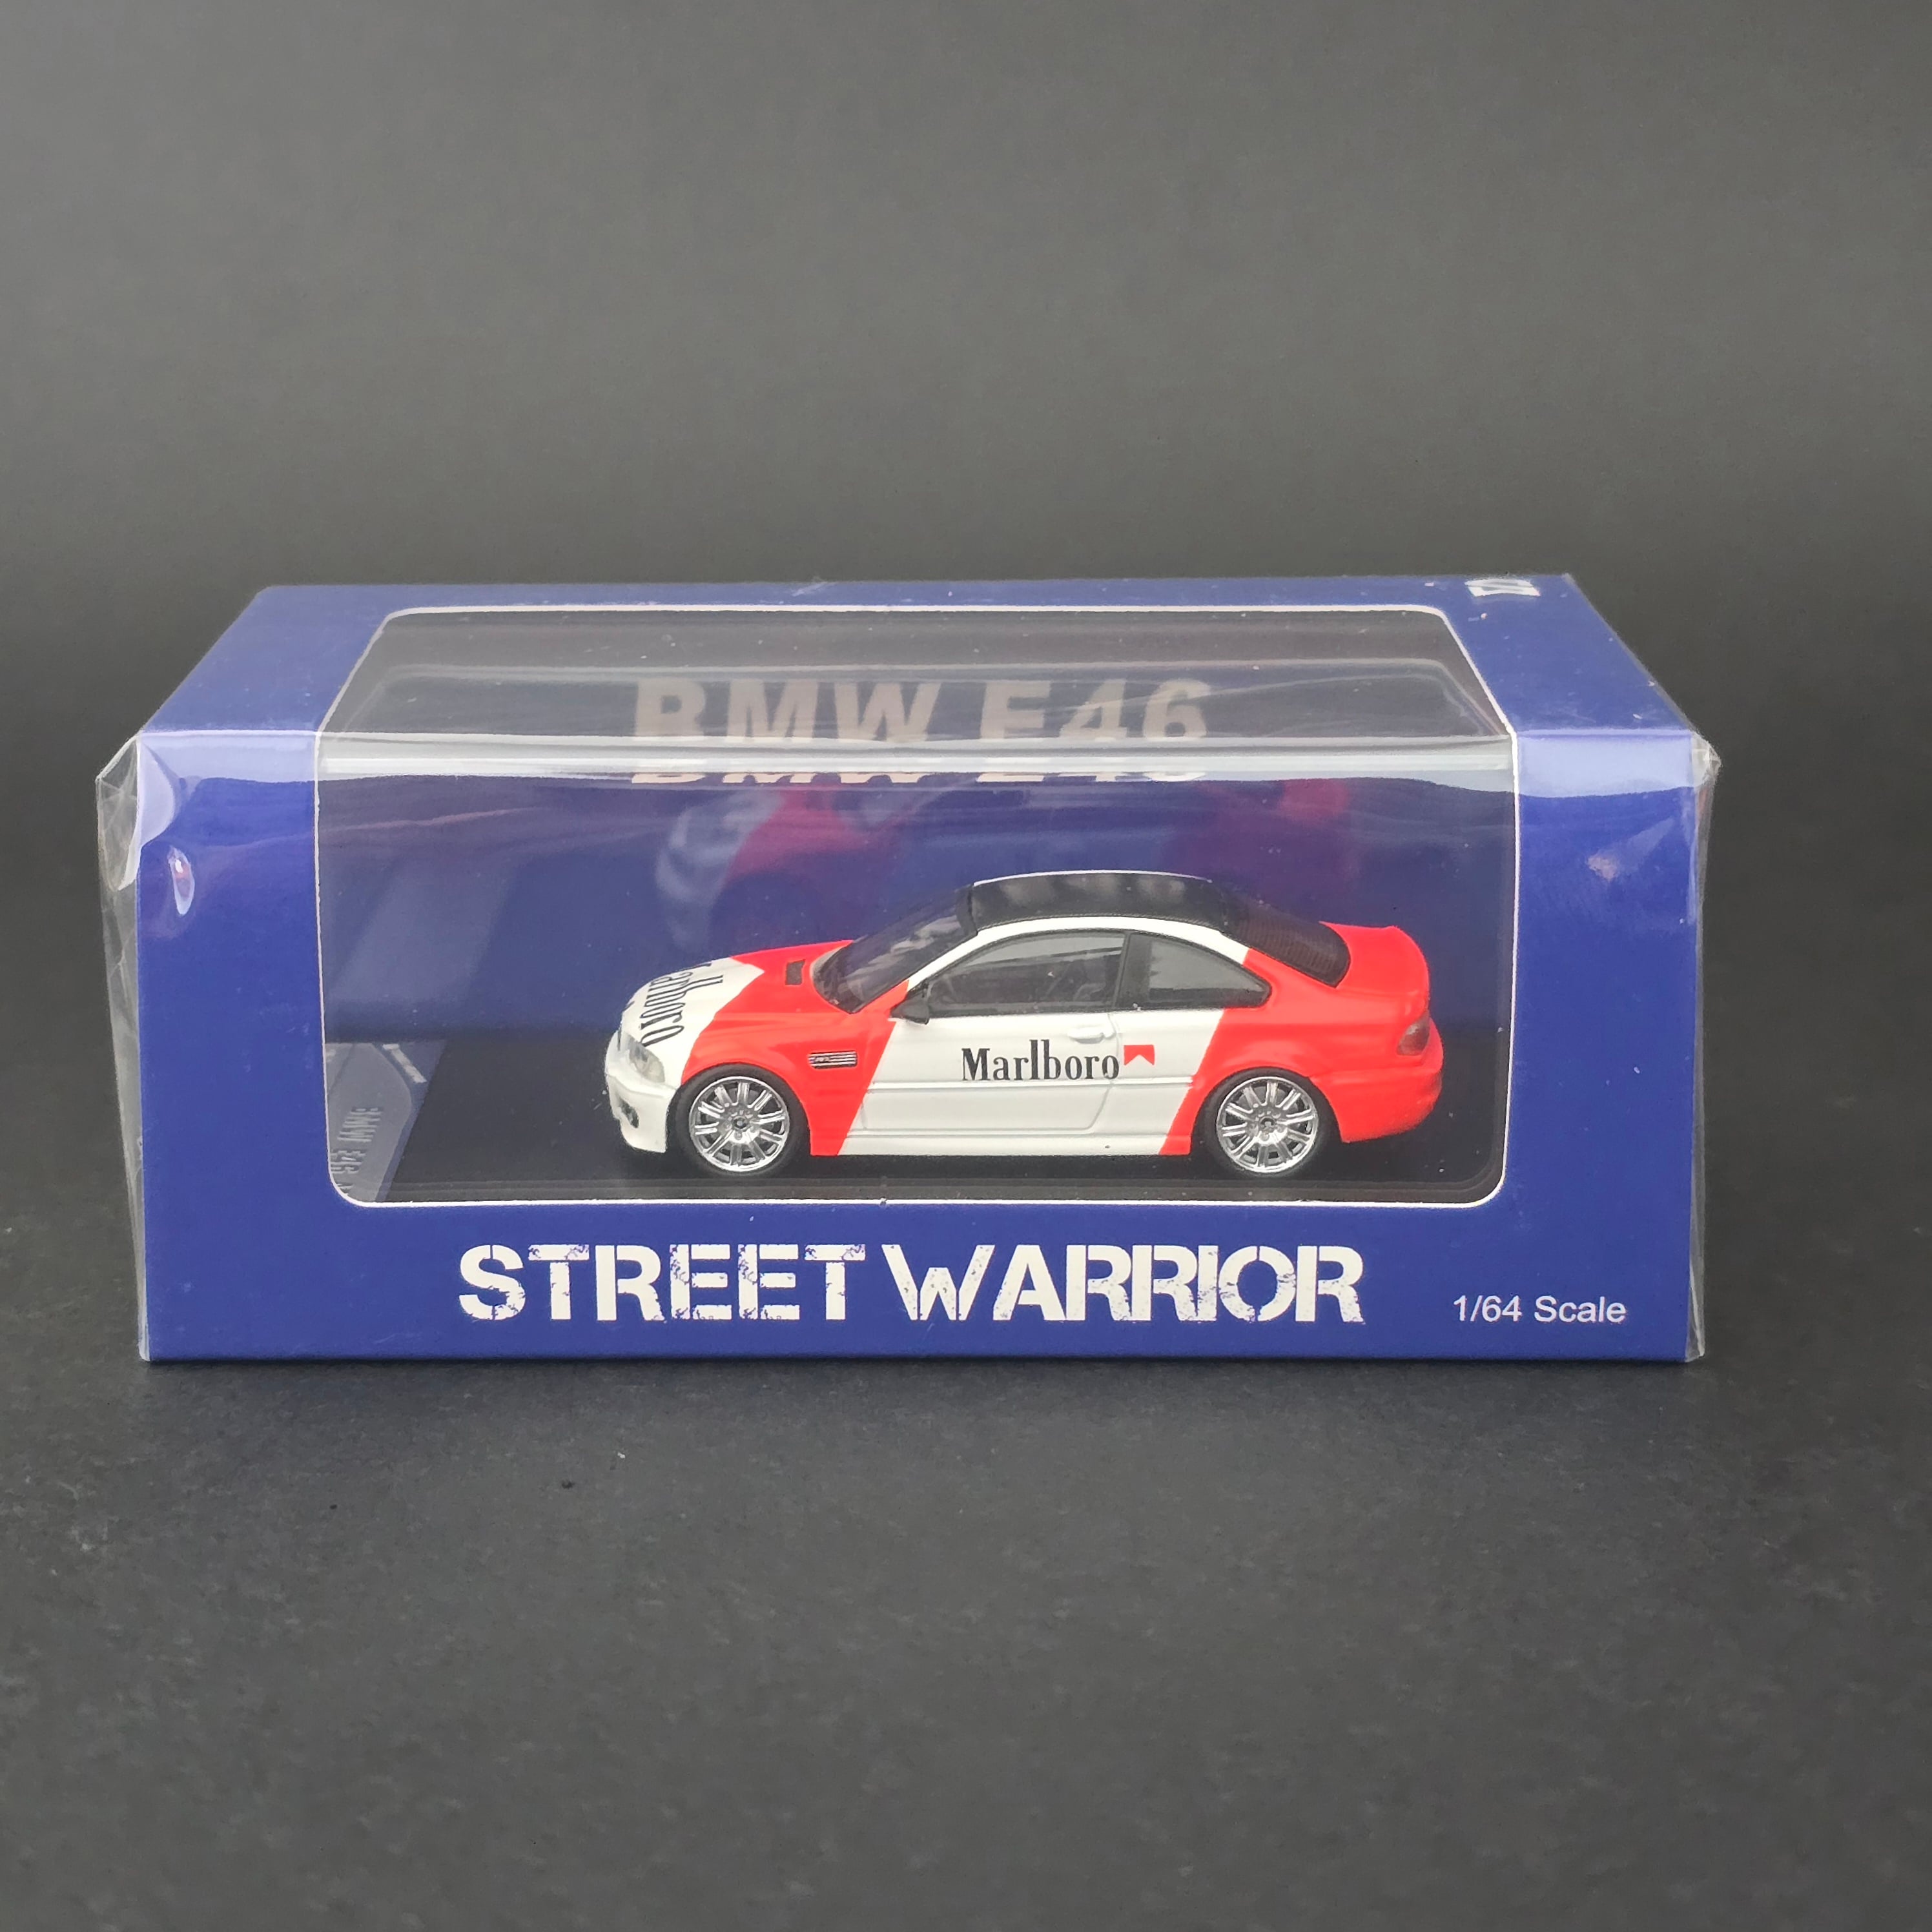 BMW E46
Marlboro
Marlboro
STREET WARRIOR
1/64 Scale